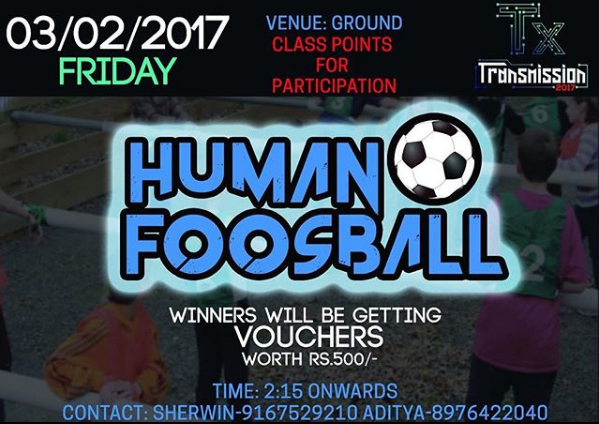 03/02/2017
FRIDAY
VENUE: GROUND
CLASS POINTS
FOR
PARTICIPATION
Tx
Transmission
2017
HUMAN
FOOSBALL
2
WINNERS WILL BE GETTING
VOUCHERS
WORTH RS.500/-
TIME: 2:15 ONWARDS
CONTACT: SHERWIN-9167529210 ADITYA-8976422040